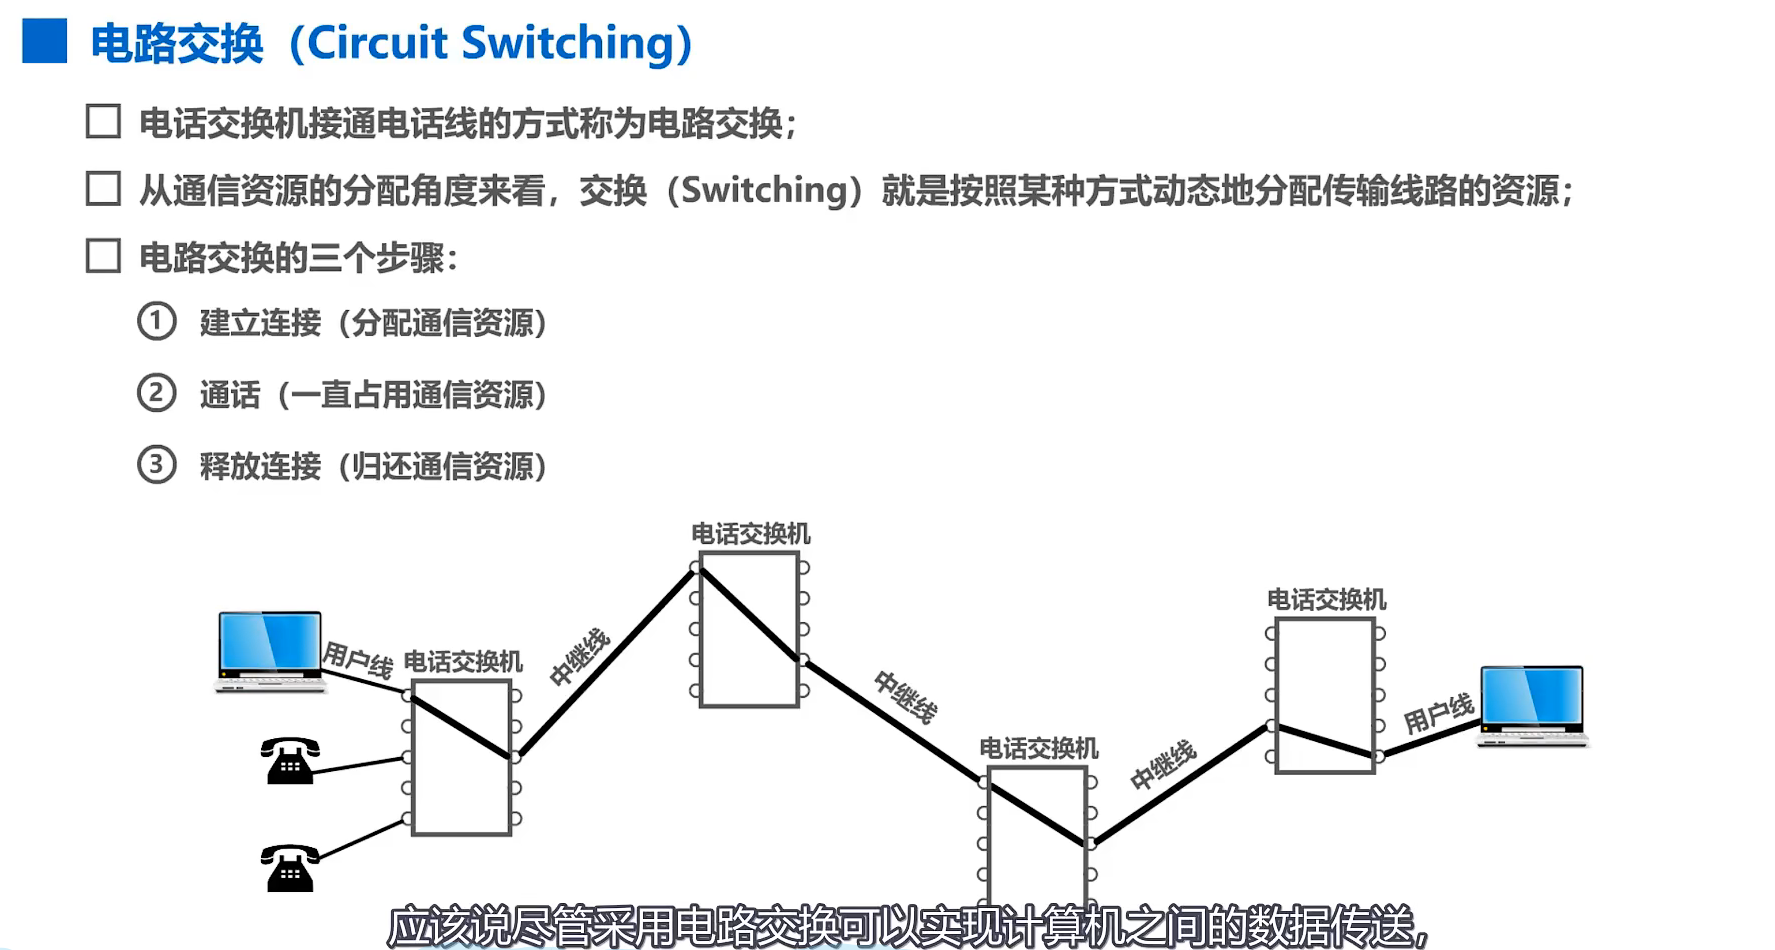 电路交换（Circuit Switching）
电话交换机接通电话线的方式称为电路交换；
从通信资源的分配角度来看，交换（Switching）就是按照某种方式动态地分配传输线路的资源；
电路交换的三个步骤：
① 建立连接（分配通信资源）
② 通话（一直占用通信资源）
③ 释放连接（归还通信资源）
电话交换机
电话交换机
用户线
电话交换机
中继线
中继线
用户线
电话交换机
中继线
应该说尽管采用电路交换可以实现计算机之间的数据传送，